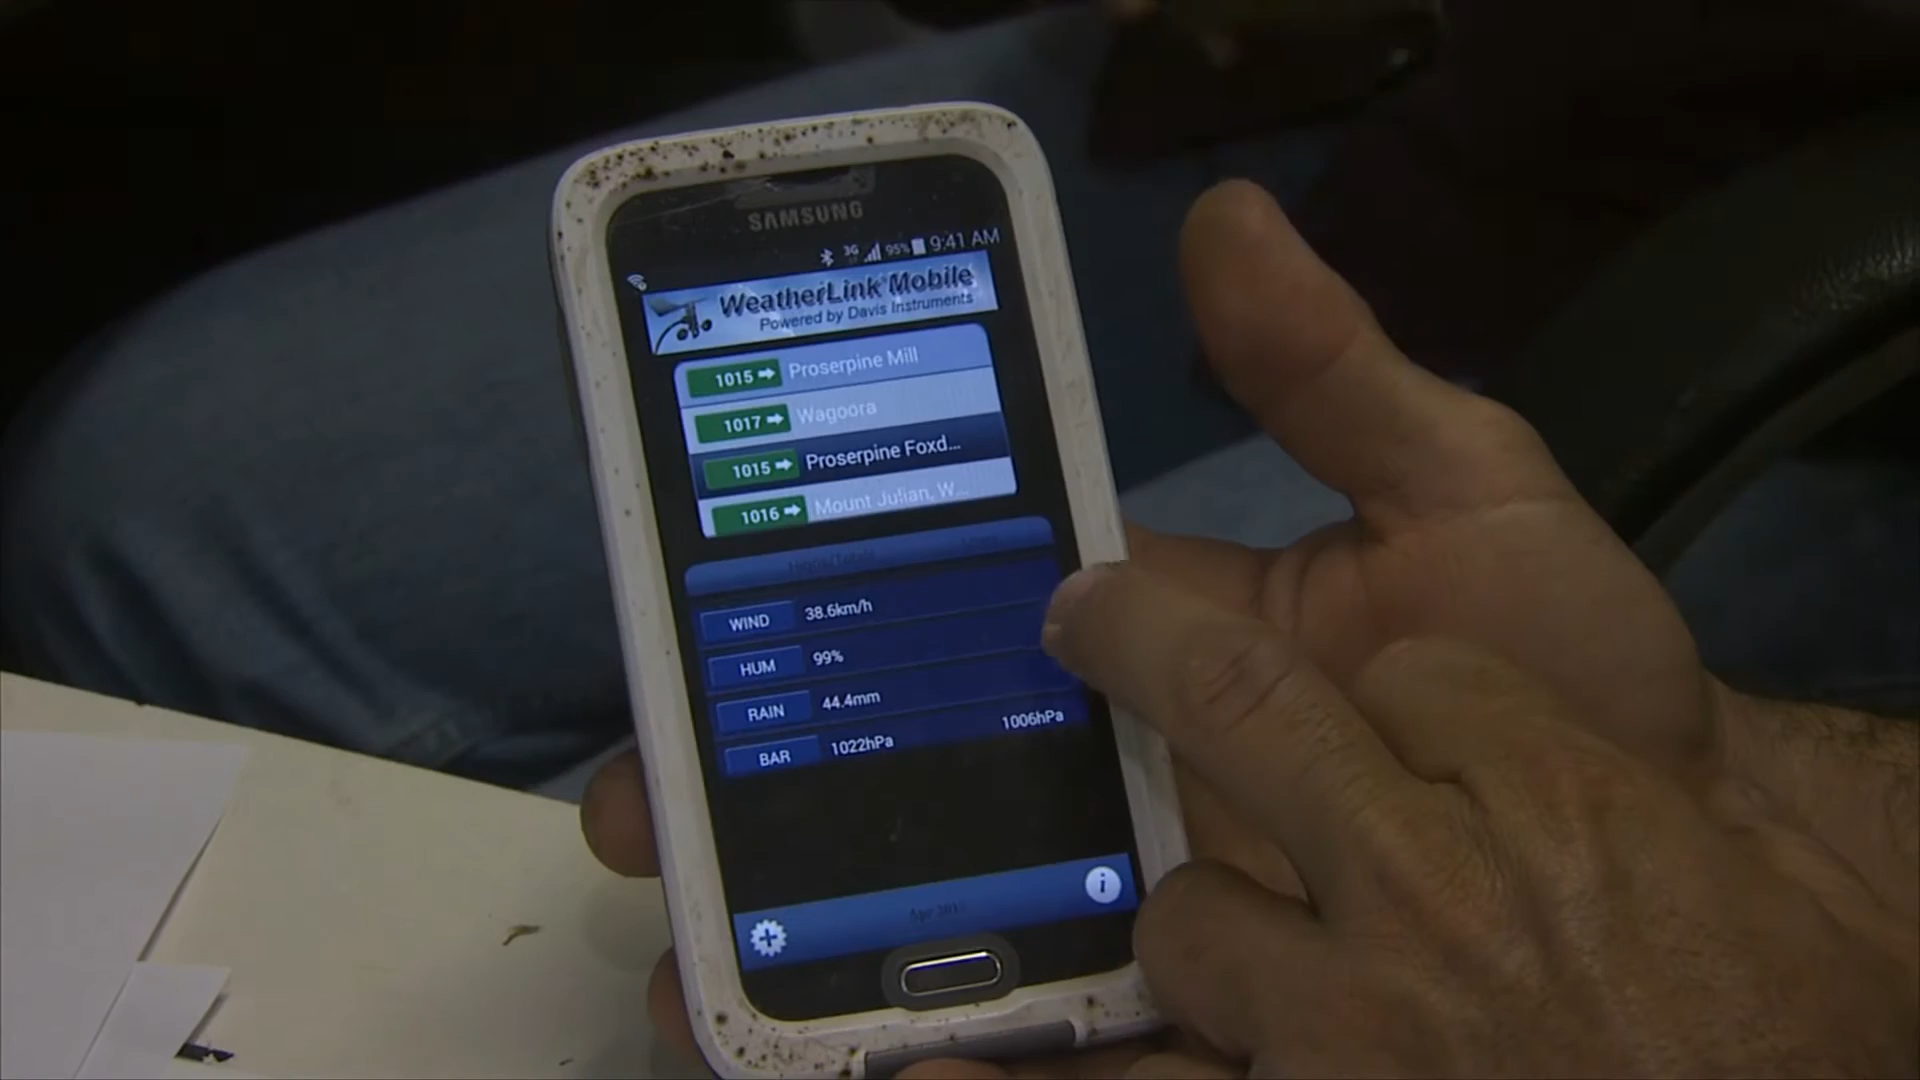 SAMSUNG
3G 95% 9:41 AM
WeatherLink Mobile
Powered by Davis Instruments
1015 Proserpine Mill
1017 Wagoora
1015 Proserpine Foxd...
1016 Mount Julian, W...
WIND 38.6km/h
HUM 99%
RAIN 44.4mm
BAR 1022hPa 1006hPa
i